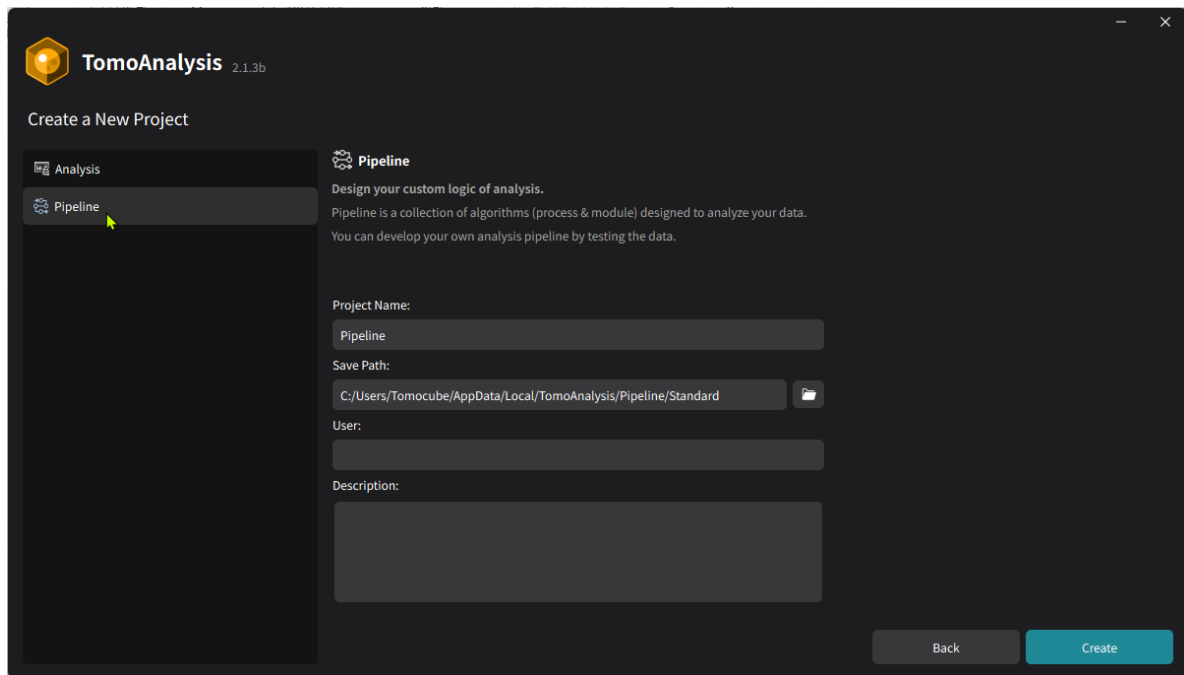 TomoAnalysis 2.1.3b
Create a New Project
Analysis
Pipeline
Pipeline
Design your custom logic of analysis.
Pipeline is a collection of algorithms (process & module) designed to analyze your data.
You can develop your own analysis pipeline by testing the data.
Project Name:
Pipeline
Save Path:
C:/Users/Tomocube/AppData/Local/TomoAnalysis/Pipeline/Standard
User:
Description:
Back
Create